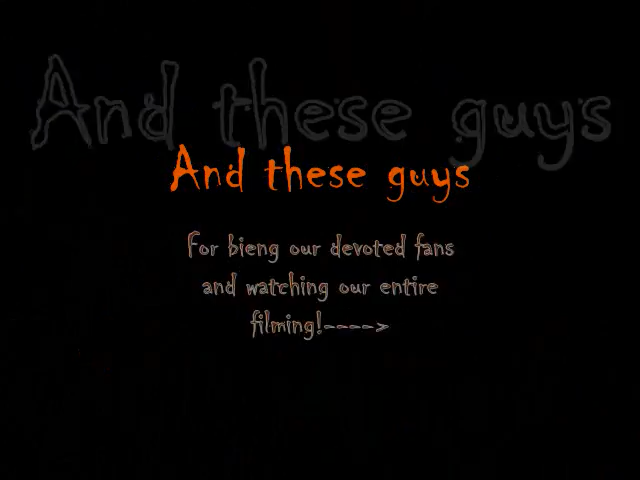 And these guys
And these guys
For bieng our devoted fans
and watching our entire
filming!---->